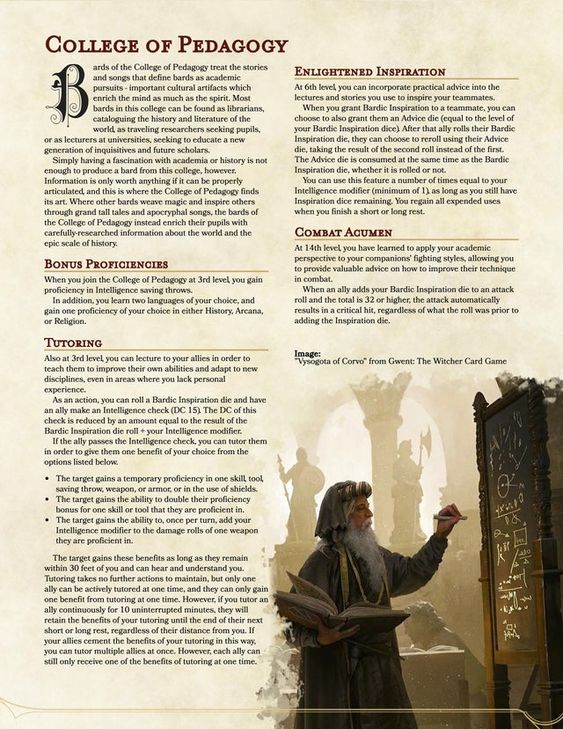 College of Pedagogy
Bards of the College of Pedagogy treat the stories
and songs that define bards as academic
pursuits - important cultural artifacts which
enrich the mind as much as the spirit. Most
bards in this college can be found as librarians,
cataloguing the history and literature of the
world, as traveling researchers seeking pupils,
or as lecturers at universities, seeking to educate a new
generation of inquisitives and future scholars.
Simply having a fascination with academia or history is not
enough to produce a bard from this college, however.
Information is only worth anything if it can be properly
articulated, and this is where the College of Pedagogy finds
its art. Where other bards weave magic and inspire others
through grand tall tales and apocryphal songs, the bards of
the College of Pedagogy instead enrich their pupils with
carefully-researched information about the world and the
epic scale of history.
Bonus Proficiencies
When you join the College of Pedagogy at 3rd level, you gain
proficiency in Intelligence saving throws.
In addition, you learn two languages of your choice, and
gain one proficiency of your choice in either History, Arcana,
or Religion.
Tutoring
Also at 3rd level, you can lecture to your allies in order to
teach them to improve their own abilities and adapt to new
disciplines, even in areas where you lack personal
experience.
As an action, you can roll a Bardic Inspiration die and have
an ally make an Intelligence check (DC 15). The DC of this
check is reduced by an amount equal to the result of the
Bardic Inspiration die roll + your Intelligence modifier.
If the ally passes the Intelligence check, you can tutor them
in order to give them one benefit of your choice from the
options listed below.
• The target gains a temporary proficiency in one skill, tool,
saving throw, weapon, or armor, or in the use of shields.
• The target gains the ability to double their proficiency
bonus for one skill or tool that they are proficient in.
• The target gains the ability to, once per turn, add your
Intelligence modifier to the damage rolls of one weapon
they are proficient in.
The target gains these benefits as long as they remain
within 30 feet of you and can hear and understand you.
Tutoring takes no further actions to maintain, but only one
ally can be actively tutored at one time, and they can only gain
one benefit from tutoring at one time. However, if you tutor an
ally continuously for 10 uninterrupted minutes, they will
retain the benefits of your tutoring until the end of their next
short or long rest, regardless of their distance from you. If
your allies cement the benefits of your tutoring in this way,
you can tutor multiple allies at once. However, each ally can
still only receive one of the benefits of tutoring at one time.
Enlightened Inspiration
At 6th level, you can incorporate practical advice into the
lectures and stories you use to inspire your teammates.
When you grant Bardic Inspiration to a teammate, you can
choose to also grant them an Advice die (equal to the level of
your Bardic Inspiration dice). After that ally rolls their Bardic
Inspiration die, they can choose to reroll using their Advice
die, taking the result of the second roll instead of the first.
The Advice die is consumed at the same time as the Bardic
Inspiration die, whether it is rolled or not.
You can use this feature a number of times equal to your
Intelligence modifier (minimum of 1), as long as you still have
Inspiration dice remaining. You regain all expended uses
when you finish a short or long rest.
Combat Acumen
At 14th level, you have learned to apply your academic
perspective to your companions' fighting styles, allowing you
to provide valuable advice on how to improve their technique
in combat.
When an ally adds your Bardic Inspiration die to an attack
roll and the total is 32 or higher, the attack automatically
results in a critical hit, regardless of what the roll was prior to
adding the Inspiration die.
Image:
"Vysogota of Corvo" from Gwent: The Witcher Card Game